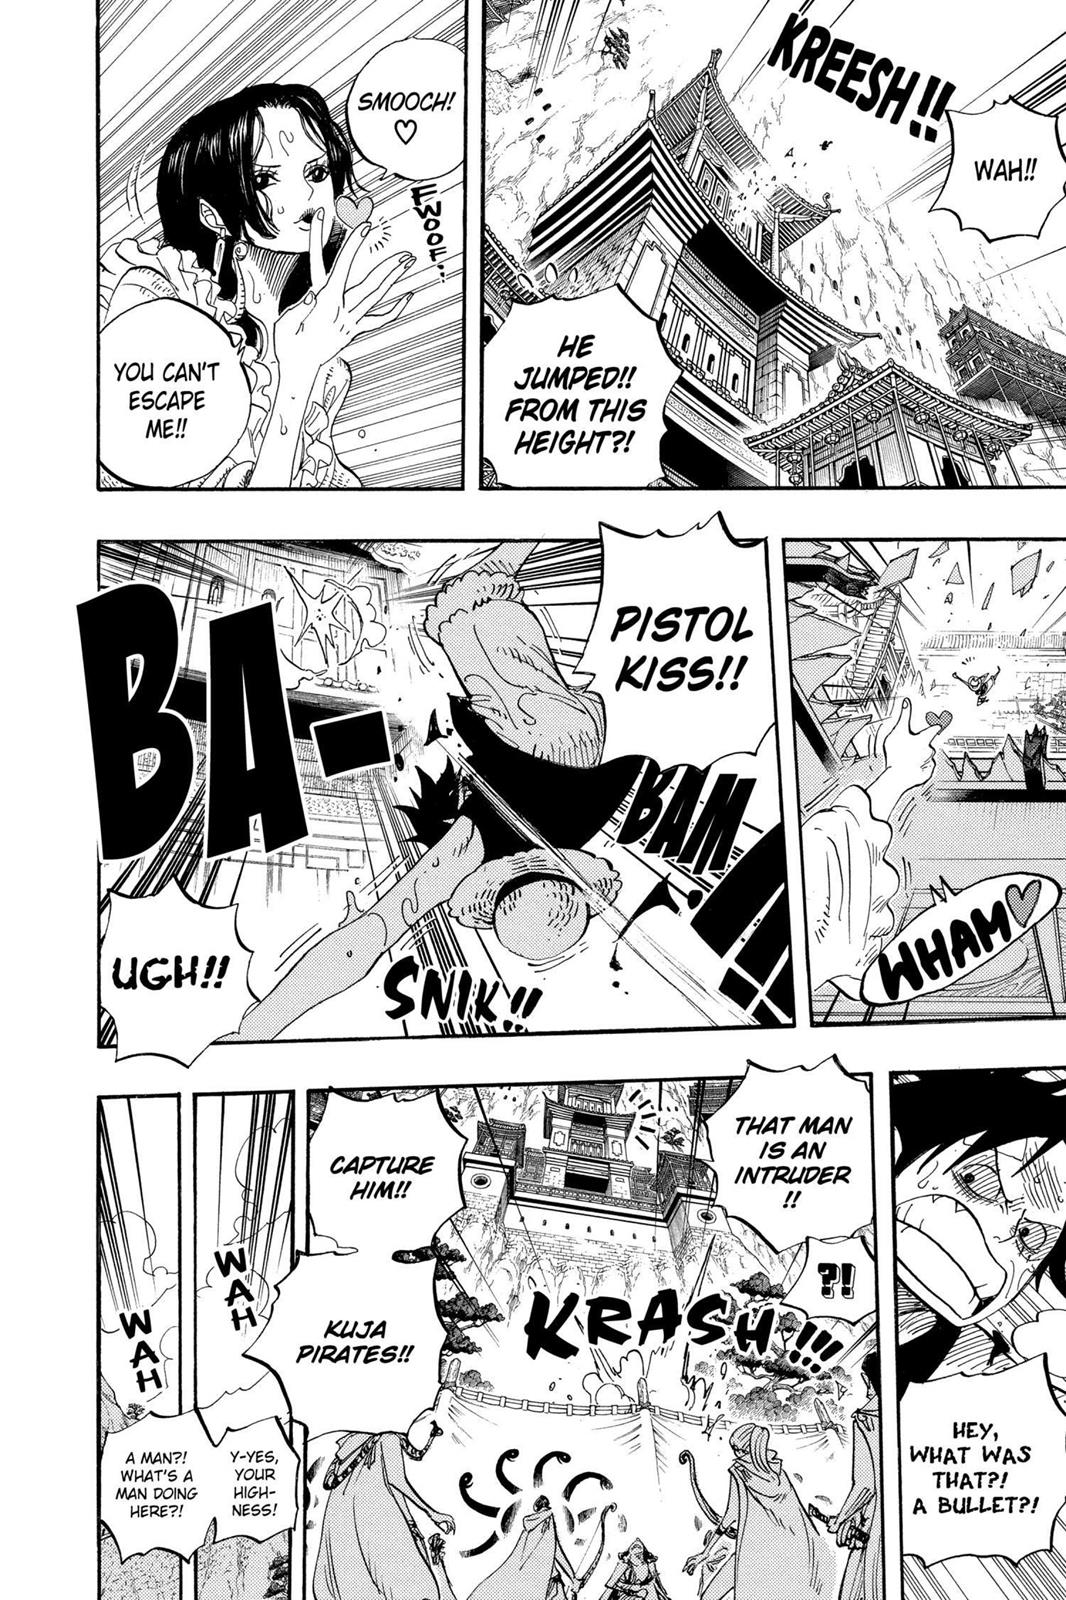 KREESH!!
WAH!!
HE
JUMPED!!
FROM THIS
HEIGHT?!
SMOOCH!
♡
FWOOF..
YOU CAN'T
ESCAPE
ME!!
WHAM♡
PISTOL
KISS!!
BA-
BAM
!!
SNIK!!
UGH!!
HEY,
WHAT WAS
THAT?!
A BULLET?!
THAT MAN
IS AN
INTRUDER
!!
?!
KRASH!!!
CAPTURE
HIM!!
KUJA
PIRATES!!
WAH
Y-YES,
YOUR
HIGH-
NESS!
WAH
A MAN?!
WHAT'S A
MAN DOING
HERE?!